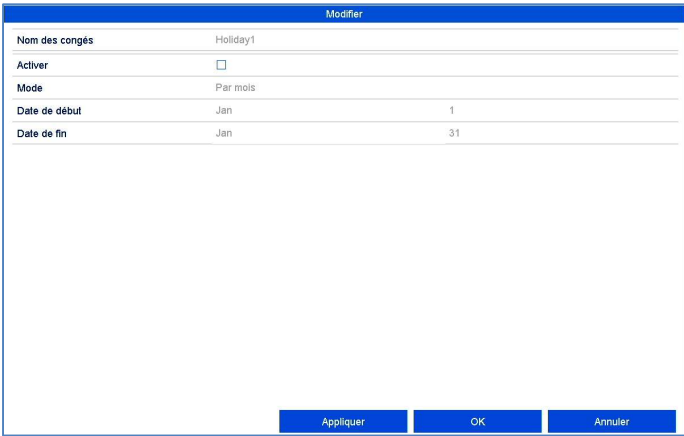 Modifier
Nom des congés Holiday1
Activer
Mode Par mois
Date de début Jan 1
Date de fin Jan 31
Appliquer OK Annuler